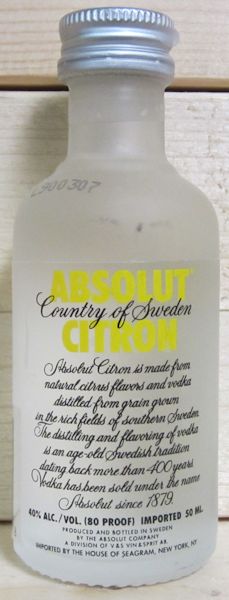 L900307
ABSOLUT
Country of Sweden
CITRON
Absolut Citron is made from
natural citrus flavors and vodka
distilled from grain grown
in the rich fields of southern Sweden.
The distilling and flavoring of vodka
is an age-old Swedish tradition
dating back more than 400 years.
Vodka has been sold under the name
Absolut since 1879.
40% ALC./VOL. (80 PROOF) IMPORTED 50 ML.
PRODUCED AND BOTTLED IN SWEDEN
BY THE ABSOLUT COMPANY
A DIVISION OF V&S VIN&SPRIT AB.
IMPORTED BY THE HOUSE OF SEAGRAM, NEW YORK, NY